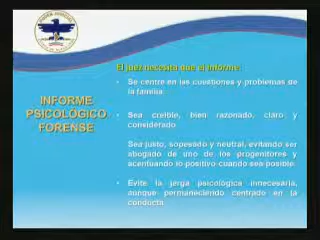 El juez necesita que el informe:
Se centre en las cuestiones y problemas de
la familia.
INFORME
PSICOLÓGICO
FORENSE
Sea creíble, bien razonado, claro y
considerado
Sea justo, sopesado y neutral, evitando ser
abogado de uno de los progenitores y
acentuando lo positivo cuando sea posible.
Evite la jerga psicológica innecesaria,
aunque permaneciendo centrado en la
conducta